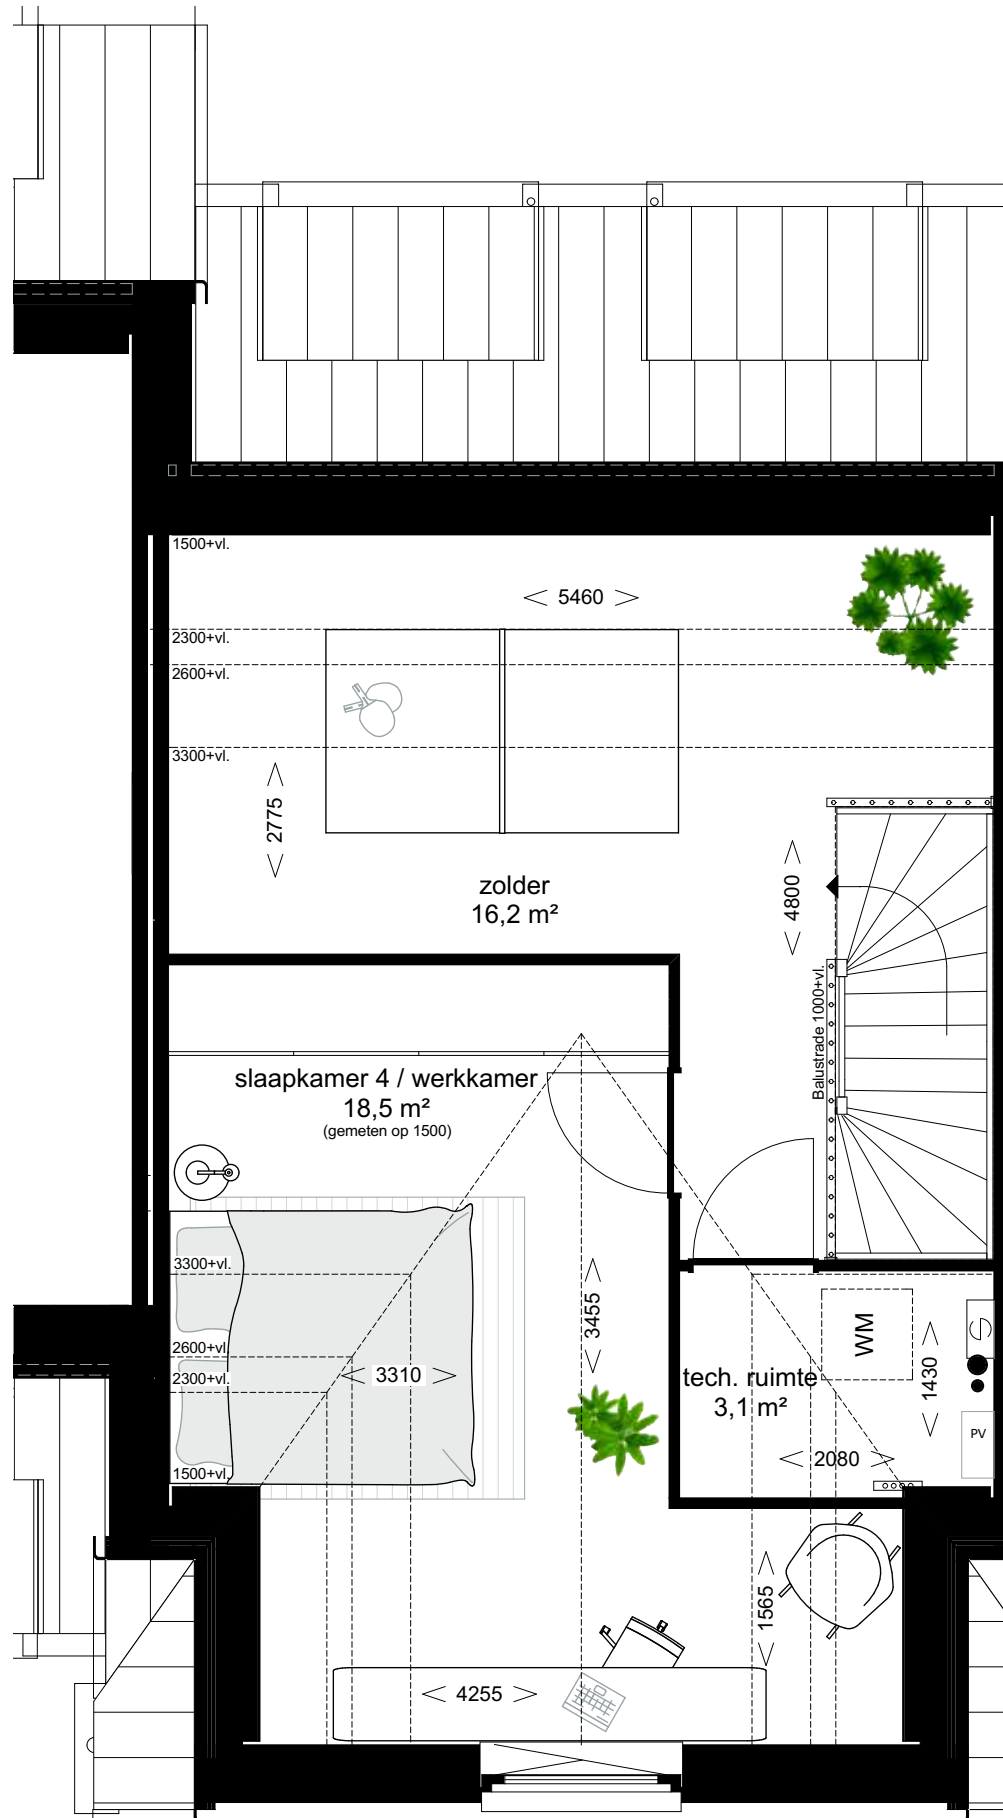 1500+vl.
< 5460 >
2300+vl.
2600+vl.
3300+vl.
< 2775 >
zolder
16,2 m²
< 4800 >
Balustrade 1000+vl.
slaapkamer 4 / werkkamer
18,5 m²
(gemeten op 1500)
3300+vl.
< 3455 >
WM
2600+vl.
2300+vl.
< 3310 >
tech. ruimte
3,1 m²
< 1430 >
PV
< 2080 >
1500+vl.
< 1565 >
< 4255 >